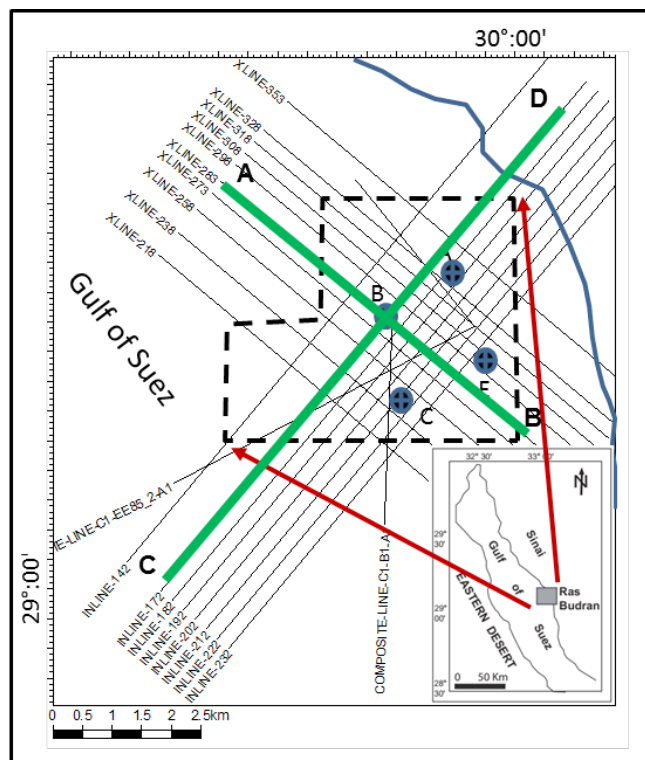 30°:00'
XLINE-353
D
XLINE-328
XLINE-318
XLINE-308
XLINE-298
XLINE-283
A
XLINE-273
XLINE-258
XLINE-238
XLINE-218
B
Gulf of Suez
C
B
IE-LINE-C1-EE85_2-A1
INLINE-142
C
COMPOSITE-LINE-C1-B1-A
29°:00'
INLINE-172
INLINE-182
INLINE-192
INLINE-202
INLINE-212
INLINE-222
INLINE-232
32° 30'
33° 00'
N
29°
30'
Sinai
Gulf
of
Suez
EASTERN DESERT
Ras
Budran
29°
00'
28°
30'
0 50 Km
0 0.5 1.0 1.5 2.0 2.5km